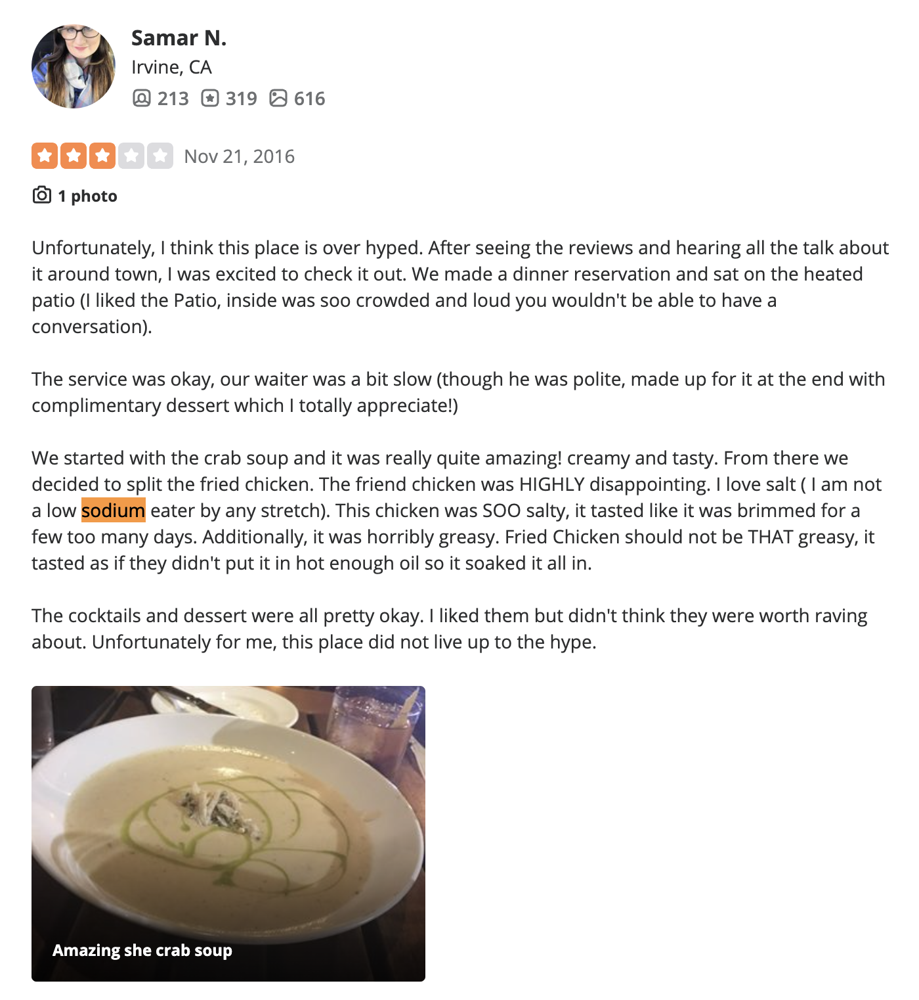 Samar N.
Irvine, CA
213 319 616
Nov 21, 2016
1 photo
Unfortunately, I think this place is over hyped. After seeing the reviews and hearing all the talk about
it around town, I was excited to check it out. We made a dinner reservation and sat on the heated
patio (I liked the Patio, inside was soo crowded and loud you wouldn't be able to have a
conversation).
The service was okay, our waiter was a bit slow (though he was polite, made up for it at the end with
complimentary dessert which I totally appreciate!)
We started with the crab soup and it was really quite amazing! creamy and tasty. From there we
decided to split the fried chicken. The friend chicken was HIGHLY disappointing. I love salt ( I am not
a low sodium eater by any stretch). This chicken was SOO salty, it tasted like it was brimmed for a
few too many days. Additionally, it was horribly greasy. Fried Chicken should not be THAT greasy, it
tasted as if they didn't put it in hot enough oil so it soaked it all in.
The cocktails and dessert were all pretty okay. I liked them but didn't think they were worth raving
about. Unfortunately for me, this place did not live up to the hype.
Amazing she crab soup